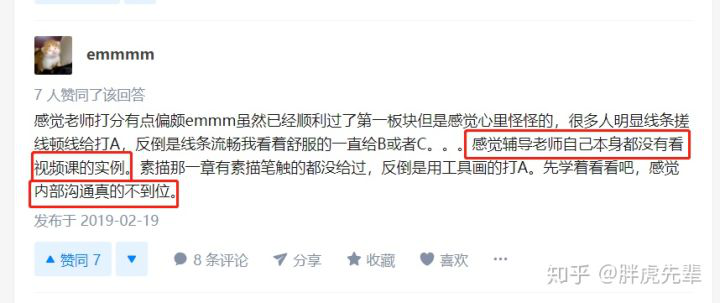 emmmm
7 人赞同了该回答
感觉老师打分有点偏颇emmm虽然已经顺利过了第一板块但是感觉心里怪怪的，很多人明显线条搓
线顿线给打A，反倒是线条流畅我看着舒服的一直给B或者C。。。感觉辅导老师自己本身都没有看
视频课的实例。素描那一章有素描笔触的都没给过，反倒是用工具画的打A。先学着看看吧，感觉
内部沟通真的不到位。
发布于 2019-02-19
赞同 7 8 条评论 分享 收藏 喜欢 ···
知乎 @胖虎先辈